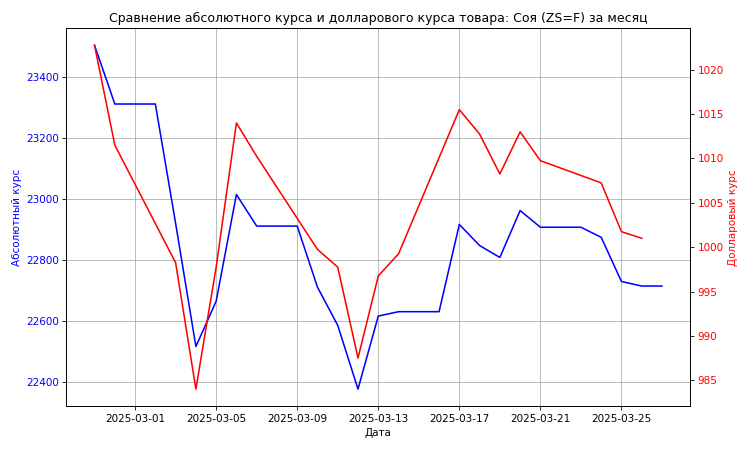 Сравнение абсолютного курса и долларового курса товара: Соя (ZS=F) за месяц
Абсолютный курс
23400
23200
23000
22800
22600
22400
1020
1015
1010
1005
1000
995
990
985
Долларовый курс
2025-03-01 2025-03-05 2025-03-09 2025-03-13 2025-03-17 2025-03-21 2025-03-25
Дата